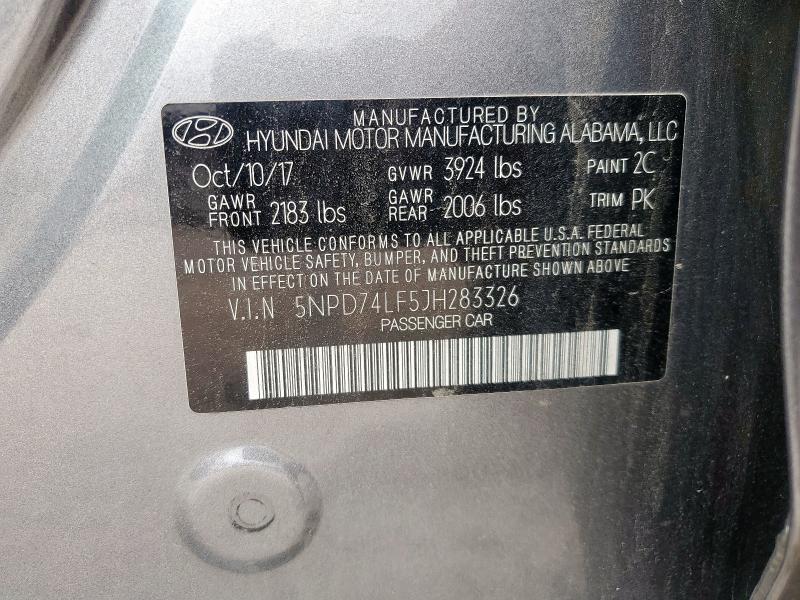 MANUFACTURED BY
HYUNDAI MOTOR MANUFACTURING ALABAMA, LLC
Oct/10/17 GVWR 3924 lbs PAINT 2C
GAWR FRONT 2183 lbs GAWR REAR 2006 lbs TRIM PK
THIS VEHICLE CONFORMS TO ALL APPLICABLE U.S.A. FEDERAL
MOTOR VEHICLE SAFETY, BUMPER, AND THEFT PREVENTION STANDARDS
IN EFFECT ON THE DATE OF MANUFACTURE SHOWN ABOVE
V.I.N 5NPD74LF5JH283326
PASSENGER CAR